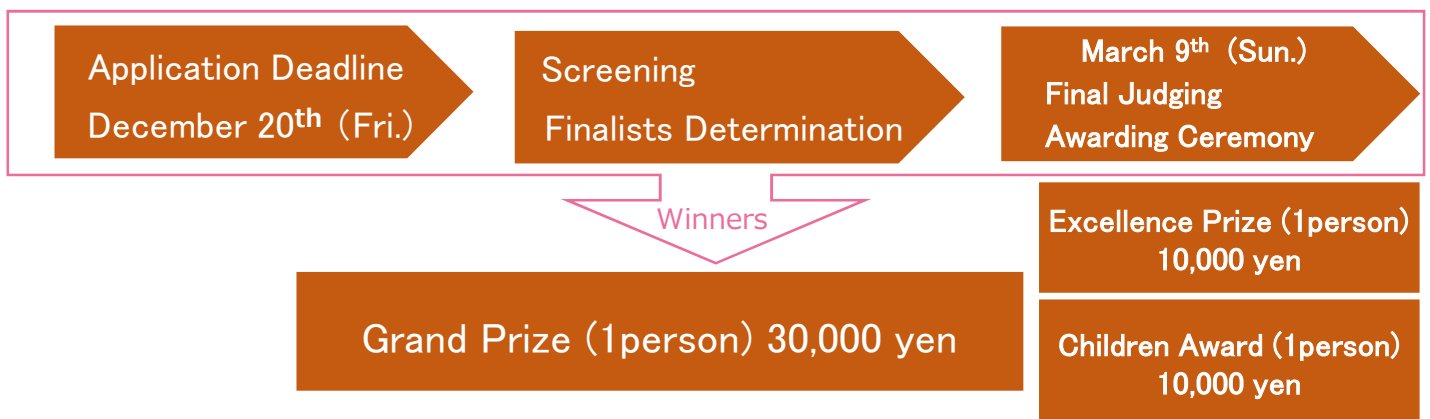 Application Deadline
December 20th (Fri.)
Screening
Finalists Determination
March 9th (Sun.)
Final Judging
Awarding Ceremony
Winners
Grand Prize (1person) 30,000 yen
Excellence Prize (1person)
10,000 yen
Children Award (1person)
10,000 yen